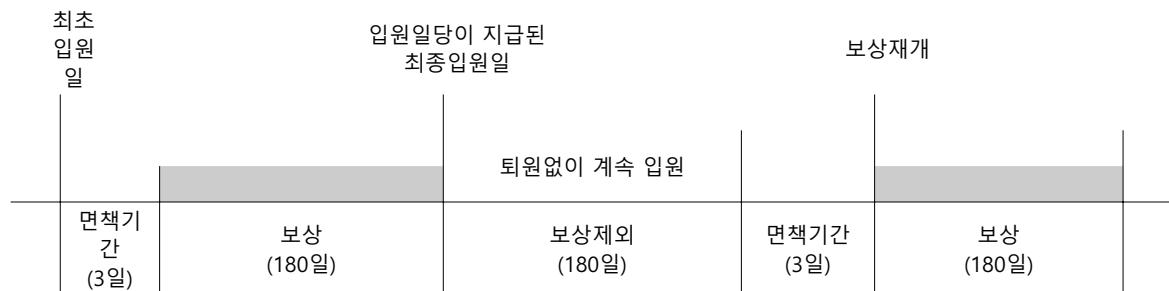 최초
입원
일
입원일당이 지급된
최종입원일
보상재개
퇴원없이 계속 입원
면책기
간
(3일)
보상
(180일)
보상제외
(180일)
면책기간
(3일)
보상
(180일)